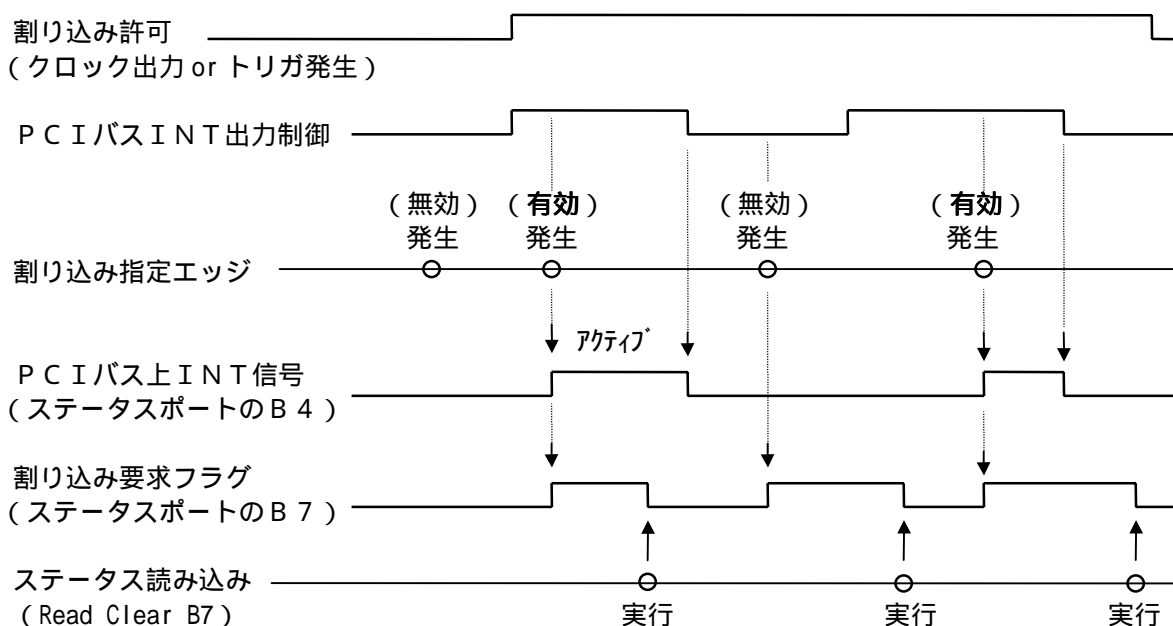 割り込み許可
（クロック出力 or トリガ発生）
ＰＣＩバスＩＮＴ出力制御
（無効）（有効）　（無効）　（有効）
発生　発生　発生　発生
割り込み指定エッジ
ｱｸﾃｨﾌﾞ
ＰＣＩバス上ＩＮＴ信号
（ステータスポートのＢ４）
割り込み要求フラグ
（ステータスポートのＢ７）
ステータス読み込み
（Read Clear B7）　実行　実行　実行